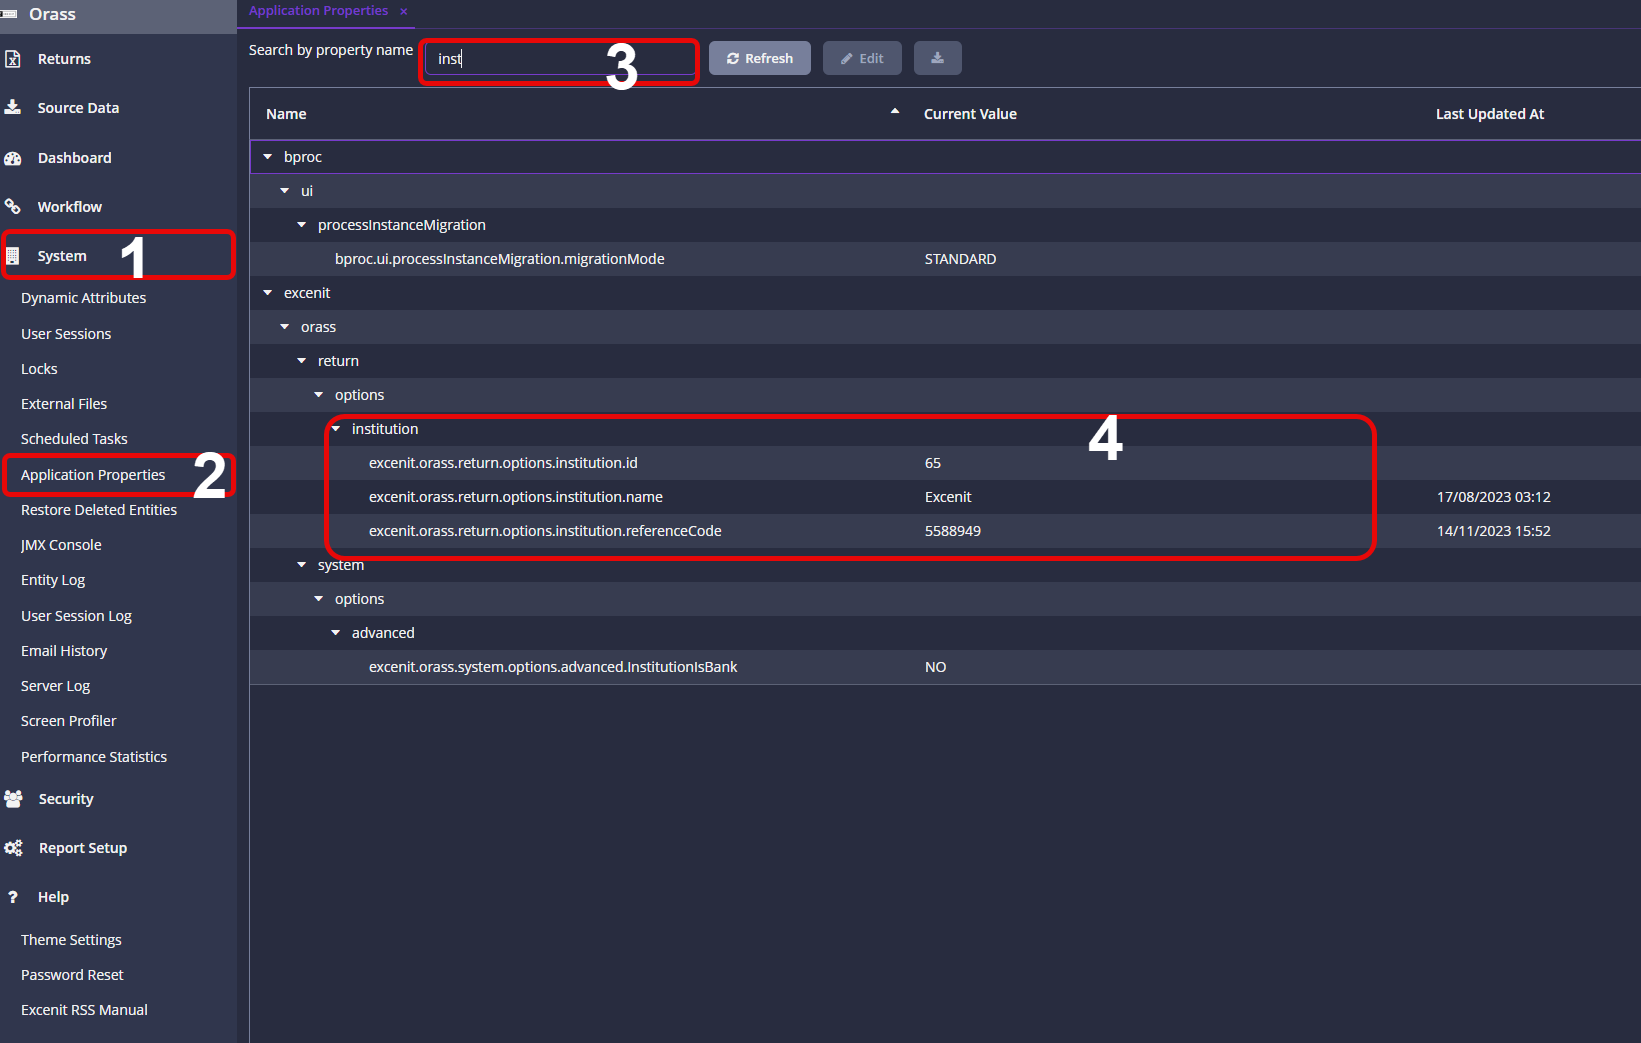 Orass
Returns
Source Data
Dashboard
Workflow
System 1
Dynamic Attributes
User Sessions
Locks
External Files
Scheduled Tasks
Application Properties 2
Restore Deleted Entities
JMX Console
Entity Log
User Session Log
Email History
Server Log
Screen Profiler
Performance Statistics
Security
Report Setup
? Help
Theme Settings
Password Reset
Excenit RSS Manual
Application Properties ×
Search by property name inst 3 Refresh Edit
Name Current Value Last Updated At
bproc
ui
processInstanceMigration
bproc.ui.processInstanceMigration.migrationMode STANDARD
excenit
orass
return
options
institution 4
excenit.orass.return.options.institution.id 65
excenit.orass.return.options.institution.name Excenit 17/08/2023 03:12
excenit.orass.return.options.institution.referenceCode 5588949 14/11/2023 15:52
system
options
advanced
excenit.orass.system.options.advanced.InstitutionIsBank NO